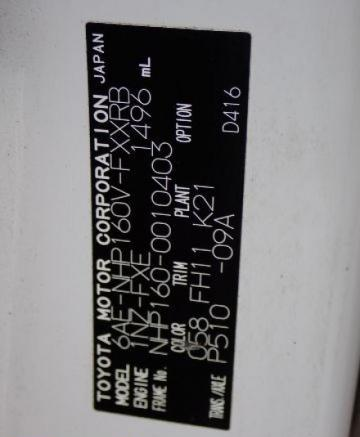 TOYOTA MOTOR CORPORATION JAPAN
MODEL 6AE-NHP160V-FXXRB
ENGINE 1NZ-FXE 1496 mL
FRAME No. NHP160-0010403
COLOR TRIM PLANT OPTION
058 FH11 K21
TRANS./AXLE P510 -09A D416